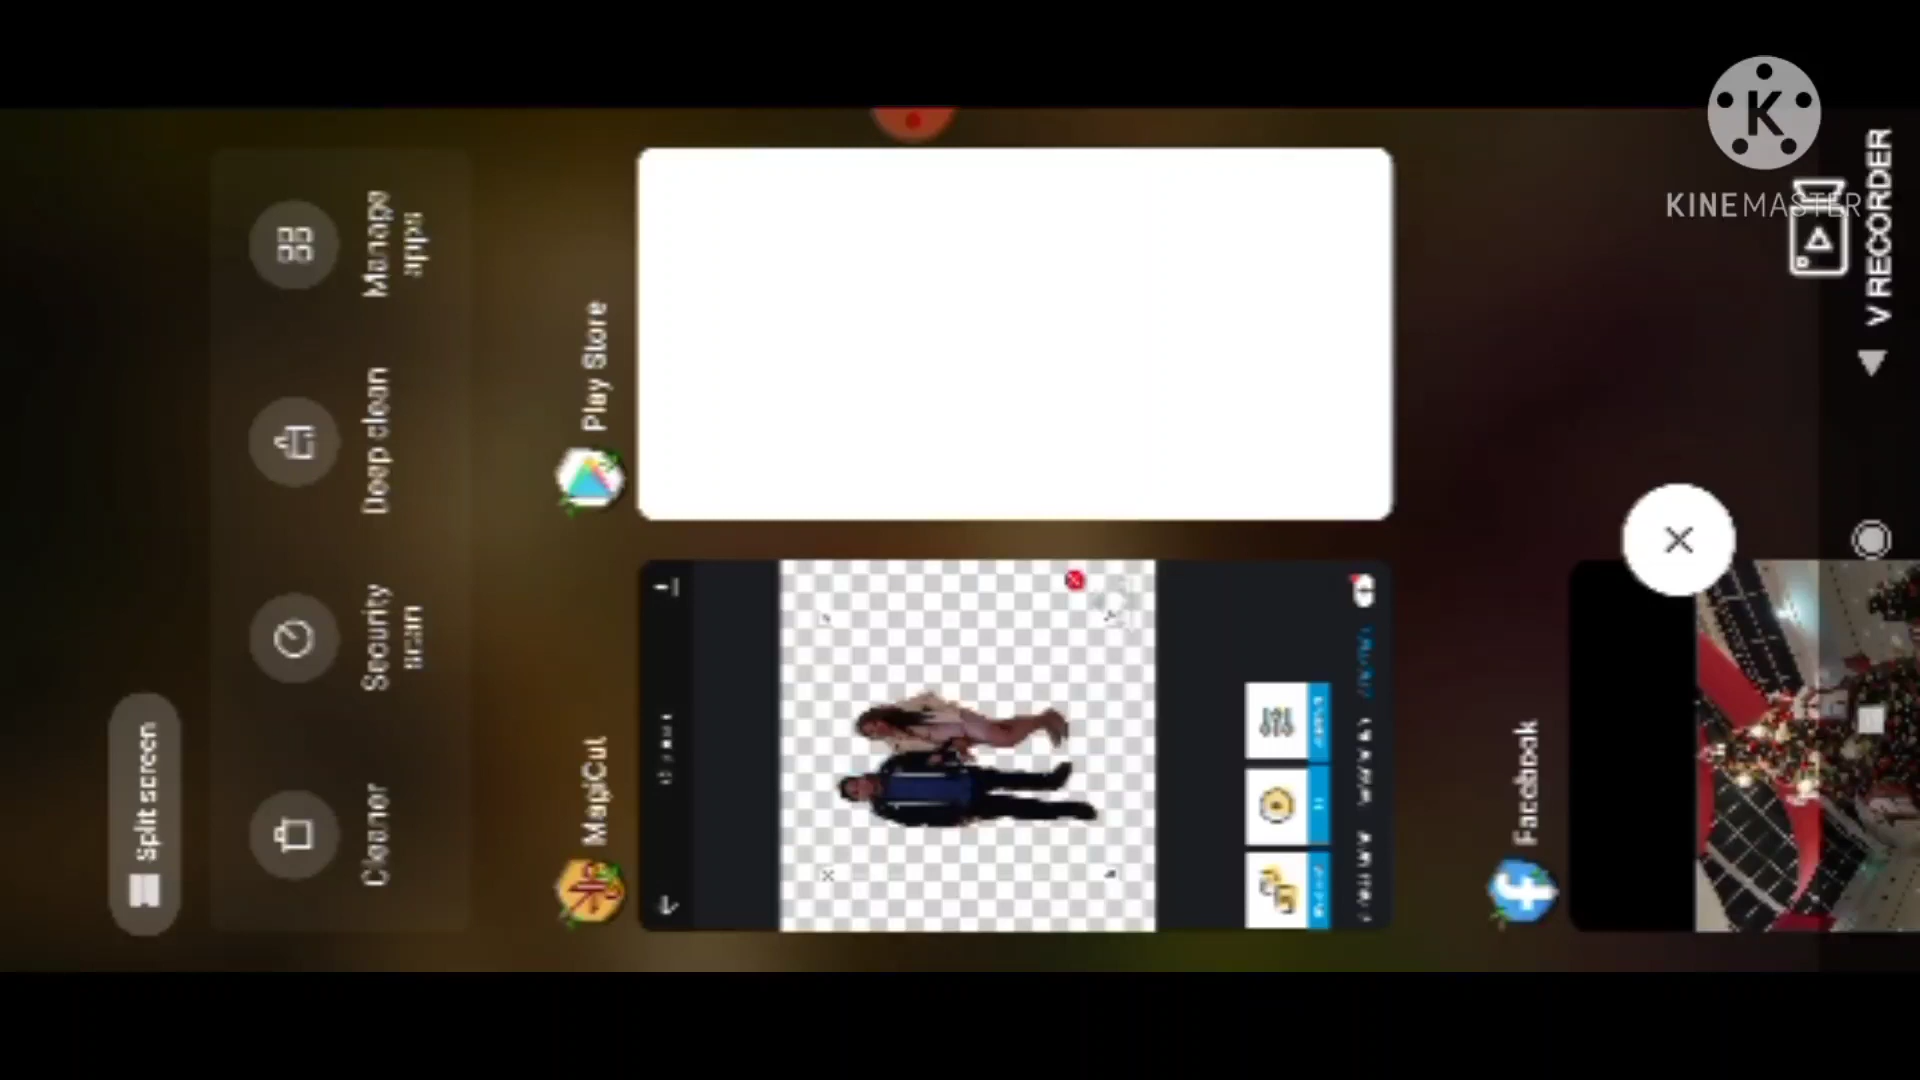 Split screen
Cleaner
Security
scan
Deep clean
Manage
apps
MagiCut
Play Store
Facebook
K
KINEMASTER
V RECORDER